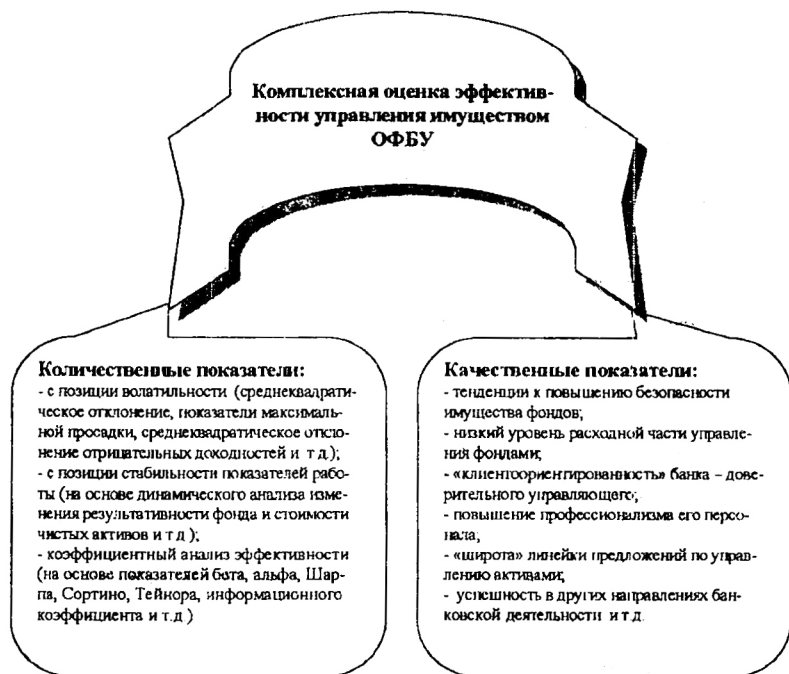 Комплексная оценка эффектив-
ности управления имуществом
ОФБУ
Количественные показатели:
- с позиции волатильности (среднеквадрати-
ческое отклонение, показатели максималь-
ной просадки, среднеквадратическое откло-
нение отрицательных доходностей и т д.);
- с позиции стабильности показателей рабо-
ты (на основе динамического анализа изме-
нения результативности фонда и стоимости
чистых активов и т д );
- коэффициентный анализ эффективности
(на основе показателей бета, альфа, Шар-
па, Сортино, Тейнора, информационного
коэффициента и т.д )
Качественные показатели:
- тенденции к повышению безопасности
имущества фондов;
- низкий уровень расходной части управле-
ния фондами;
- «клиентоориентированность» банка – дове-
рительного управляющего;
- повышение профессионализма его персо-
нала;
- «широта» линейки предложений по управ-
лению активами;
- успешность в других направлениях бан-
ковской деятельности и т.д.